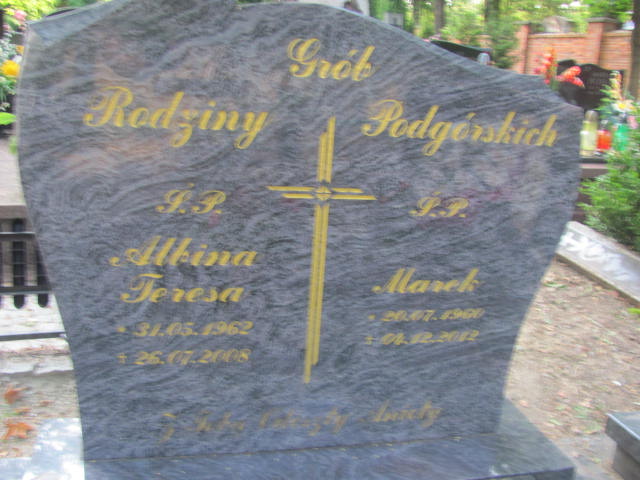 Grób
Rodziny Podgórskich
Ś.P.
Albina
Teresa
* 31.05.1962
+ 26.07.2008
Ś.P.
Marek
* 20.07.1960
+ 04.12.2012